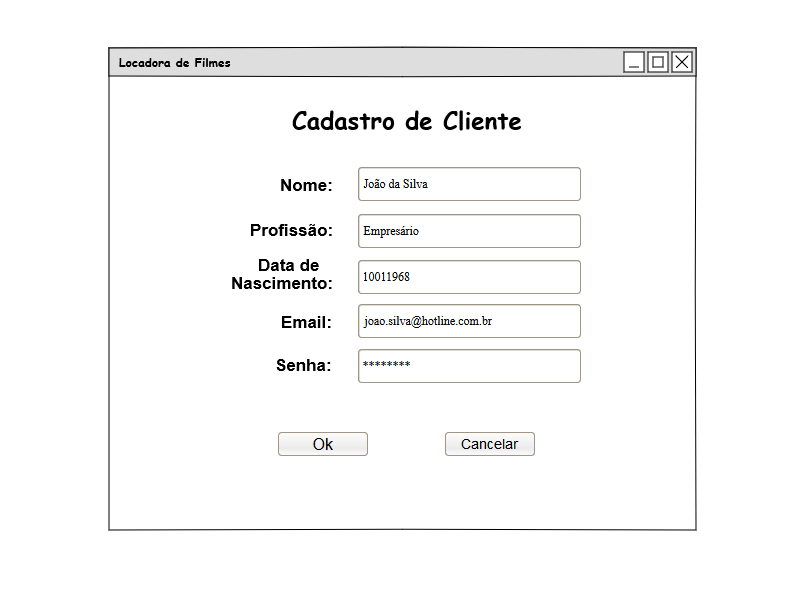 Locadora de Filmes
Cadastro de Cliente
Nome: João da Silva
Profissão: Empresário
Data de
Nascimento: 10011968
Email: joao.silva@hotline.com.br
Senha: ********
Ok Cancelar